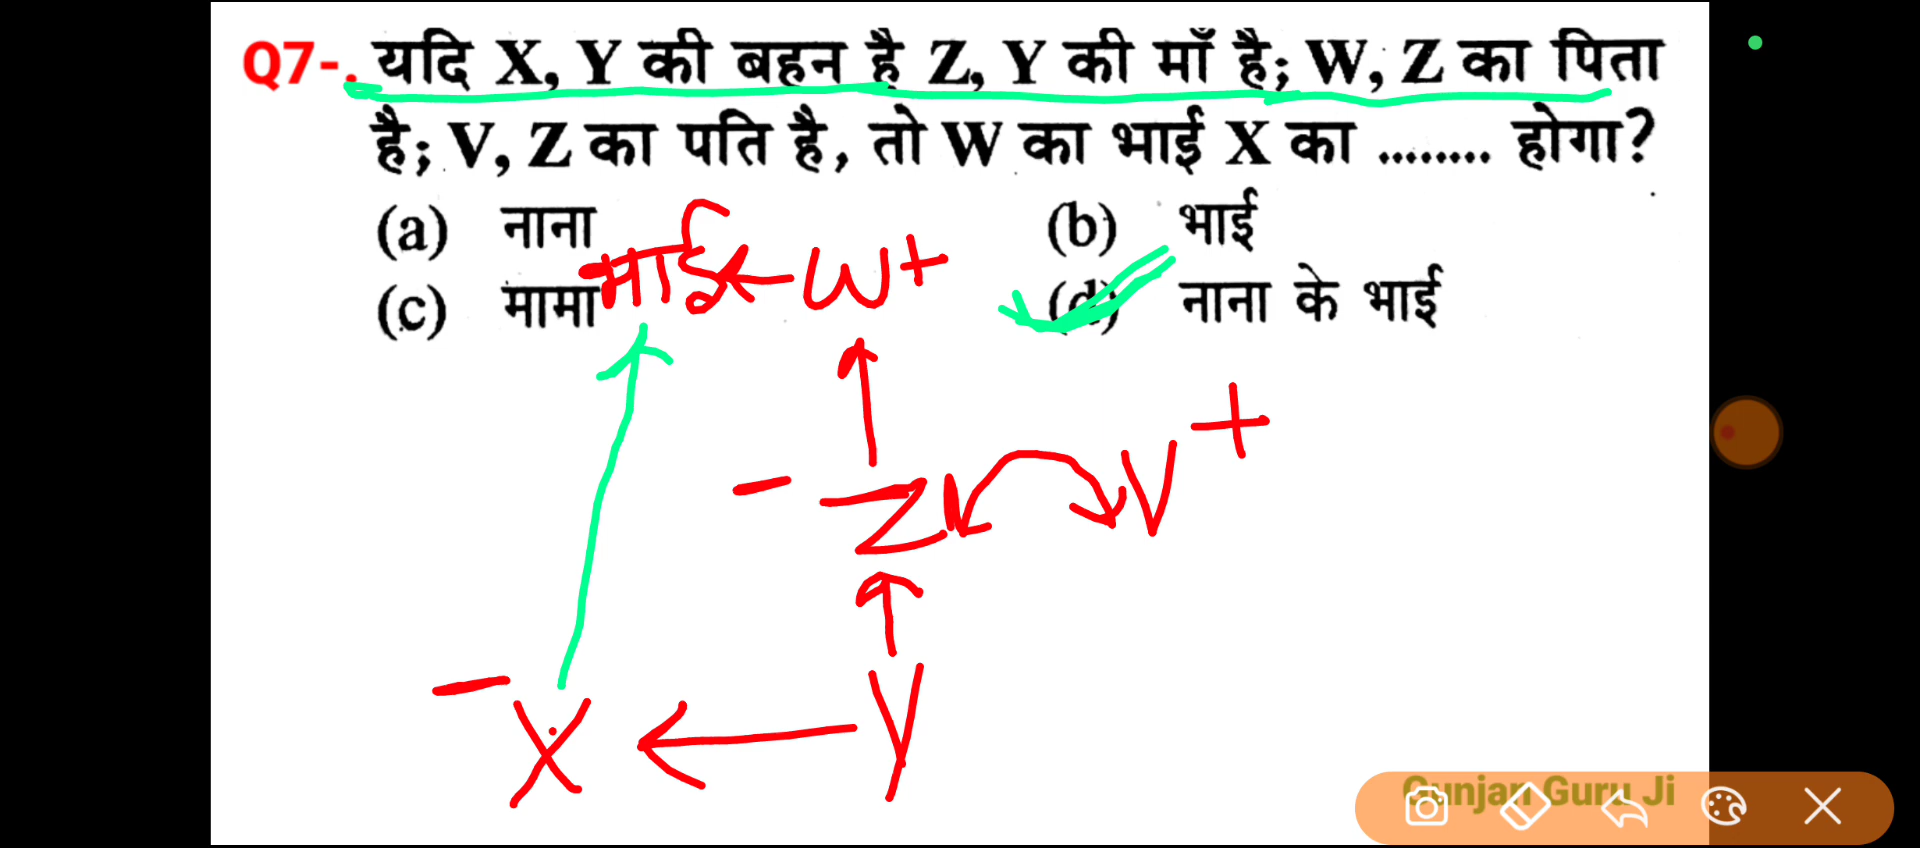 Q7-. यदि X, Y की बहन है Z, Y की माँ है; W, Z का पिता
है; V, Z का पति है, तो W का भाई X का ........ होगा?
(a) नाना (b) भाई
(c) मामा (d) नाना के भाई
भाई ← W+
- Z V +
- X ← Y
Gunjan Guru Ji